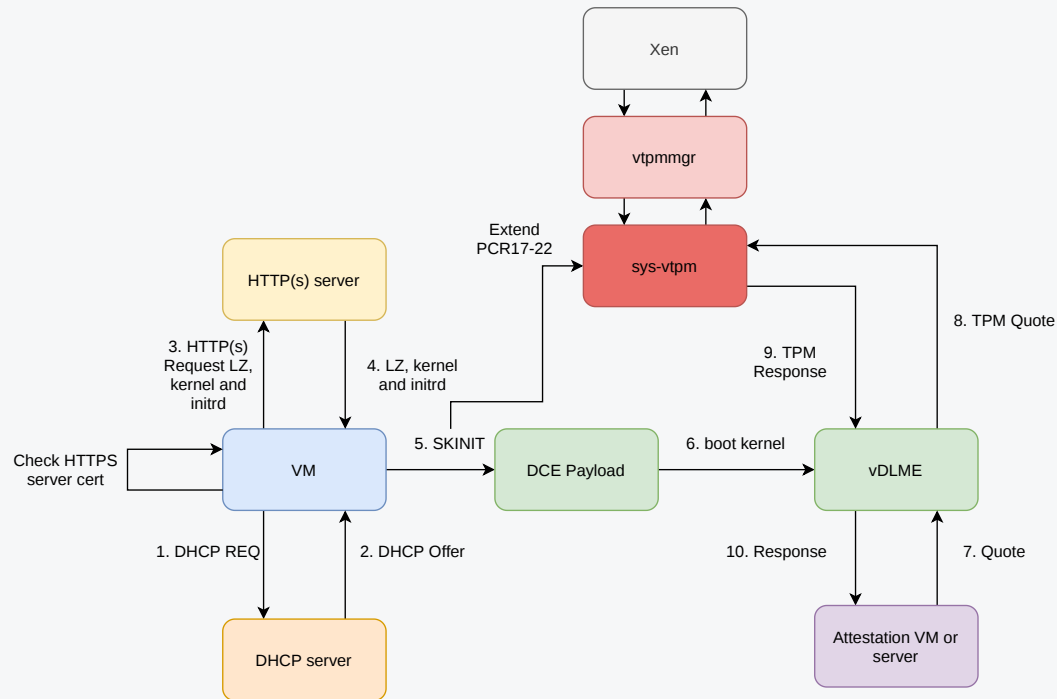 Xen
vtpmmgr
Extend
PCR17-22
sys-vtpm
HTTP(s) server
3. HTTP(s)
Request LZ,
kernel and
initrd
4. LZ, kernel
and initrd
8. TPM Quote
9. TPM
Response
Check HTTPS
server cert
VM
5. SKINIT
DCE Payload
6. boot kernel
vDLME
1. DHCP REQ
2. DHCP Offer
10. Response
7. Quote
DHCP server
Attestation VM or
server